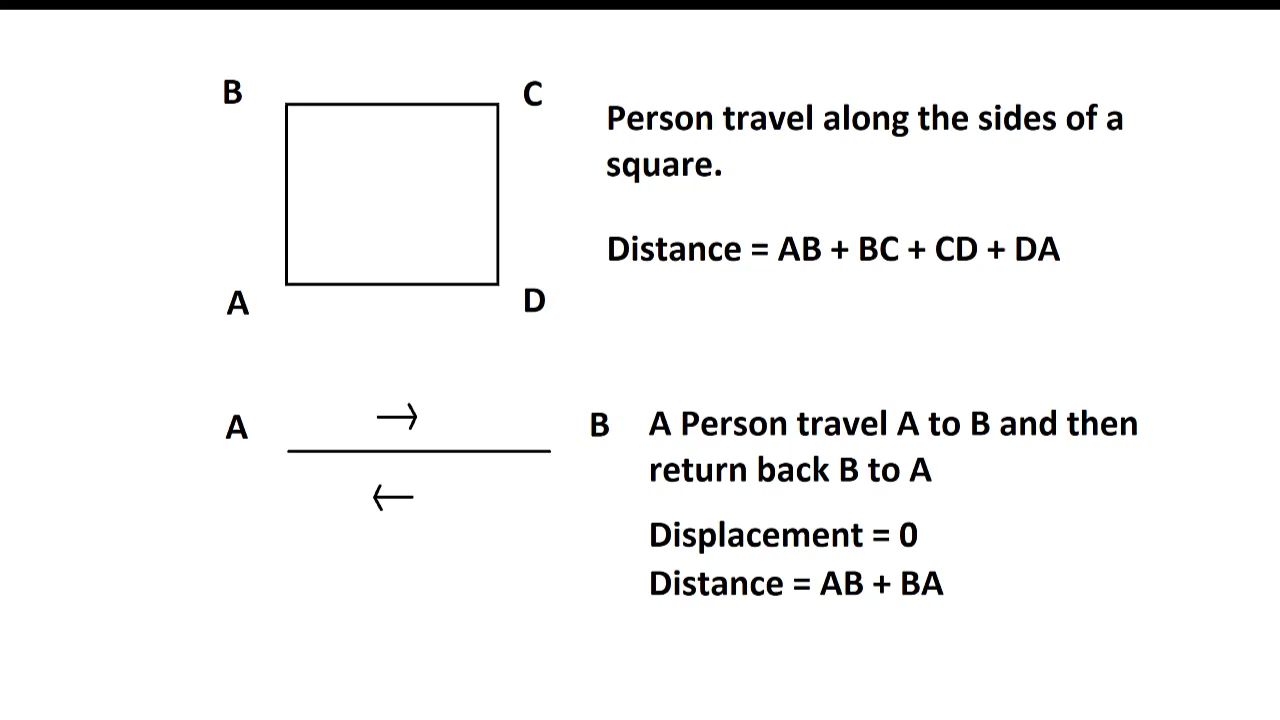 B
C
Person travel along the sides of a
square.
Distance = AB + BC + CD + DA
A
D
A
→
B
A Person travel A to B and then
return back B to A
←
Displacement = 0
Distance = AB + BA